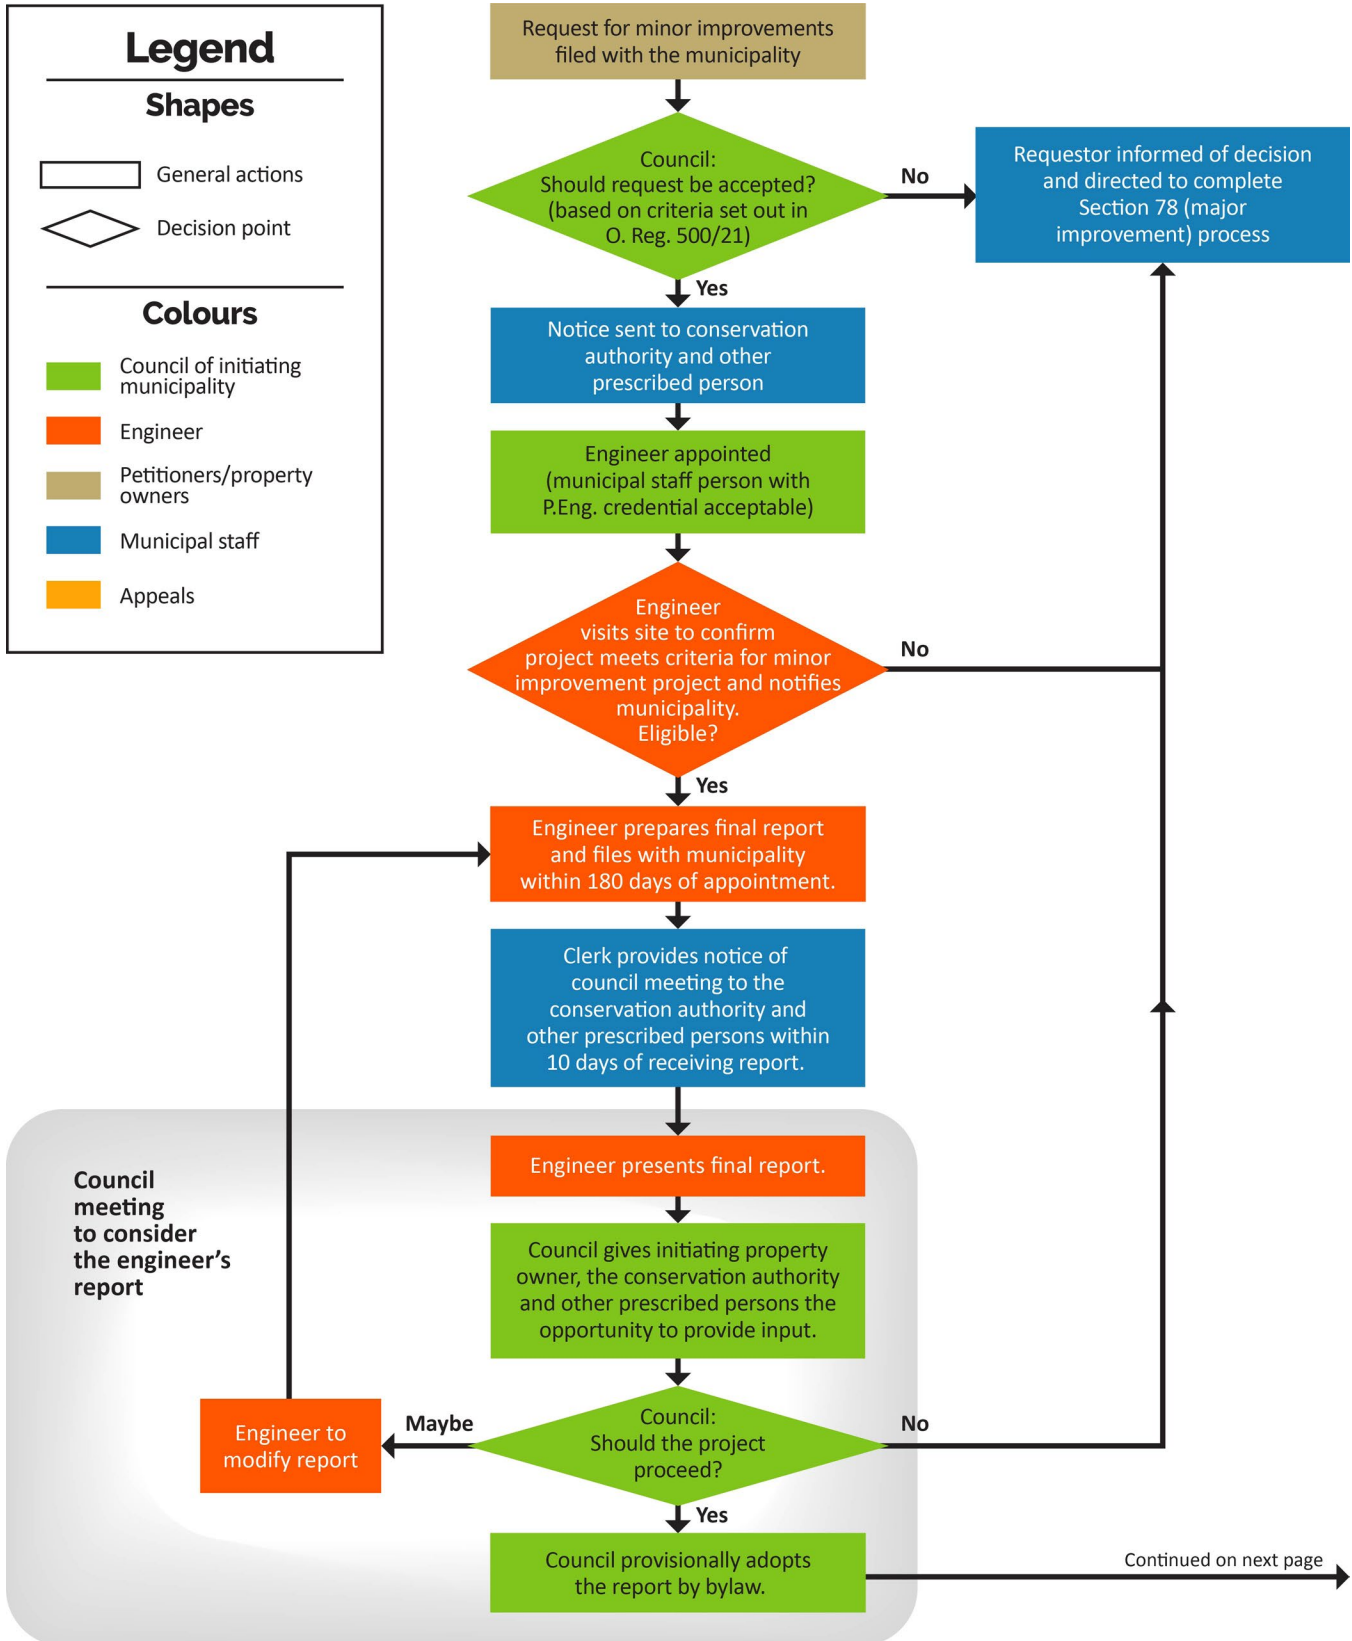 Legend
Shapes
General actions
Decision point
Colours
Council of initiating
municipality
Engineer
Petitioners/property
owners
Municipal staff
Appeals
Request for minor improvements
filed with the municipality
Council:
Should request be accepted?
(based on criteria set out in
O. Reg. 500/21)
No
Requestor informed of decision
and directed to complete
Section 78 (major
improvement) process
Yes
Notice sent to conservation
authority and other
prescribed person
Engineer appointed
(municipal staff person with
P.Eng. credential acceptable)
Engineer
visits site to confirm
project meets criteria for minor
improvement project and notifies
municipality.
Eligible?
No
Yes
Engineer prepares final report
and files with municipality
within 180 days of appointment.
Clerk provides notice of
council meeting to the
conservation authority and
other prescribed persons within
10 days of receiving report.
Council
meeting
to consider
the engineer’s
report
Engineer presents final report.
Council gives initiating property
owner, the conservation authority
and other prescribed persons the
opportunity to provide input.
Council:
Should the project
proceed?
Maybe
Engineer to
modify report
No
Yes
Council provisionally adopts
the report by bylaw.
Continued on next page